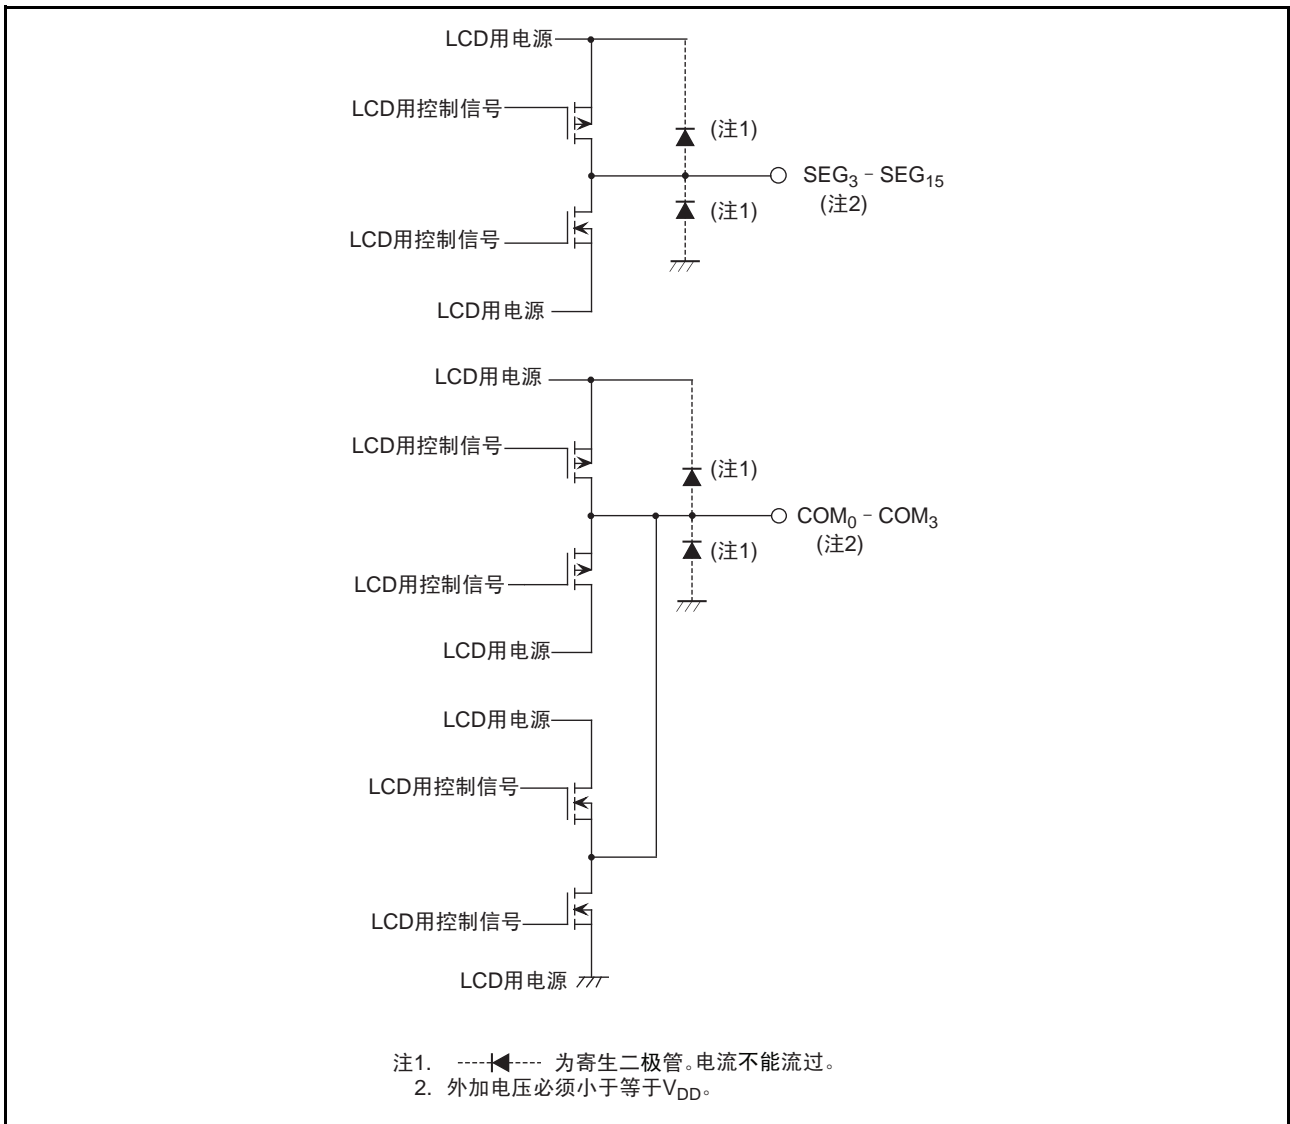 LCD用电源
LCD用控制信号
(注1)
SEG3 - SEG15
(注2)
(注1)
LCD用控制信号
LCD用电源
LCD用电源
LCD用控制信号
(注1)
COM0 - COM3
(注2)
(注1)
LCD用控制信号
LCD用电源
LCD用电源
LCD用控制信号
LCD用控制信号
LCD用电源
注1. 为寄生二极管。电流不能流过。
2. 外加电压必须小于等于VDD。